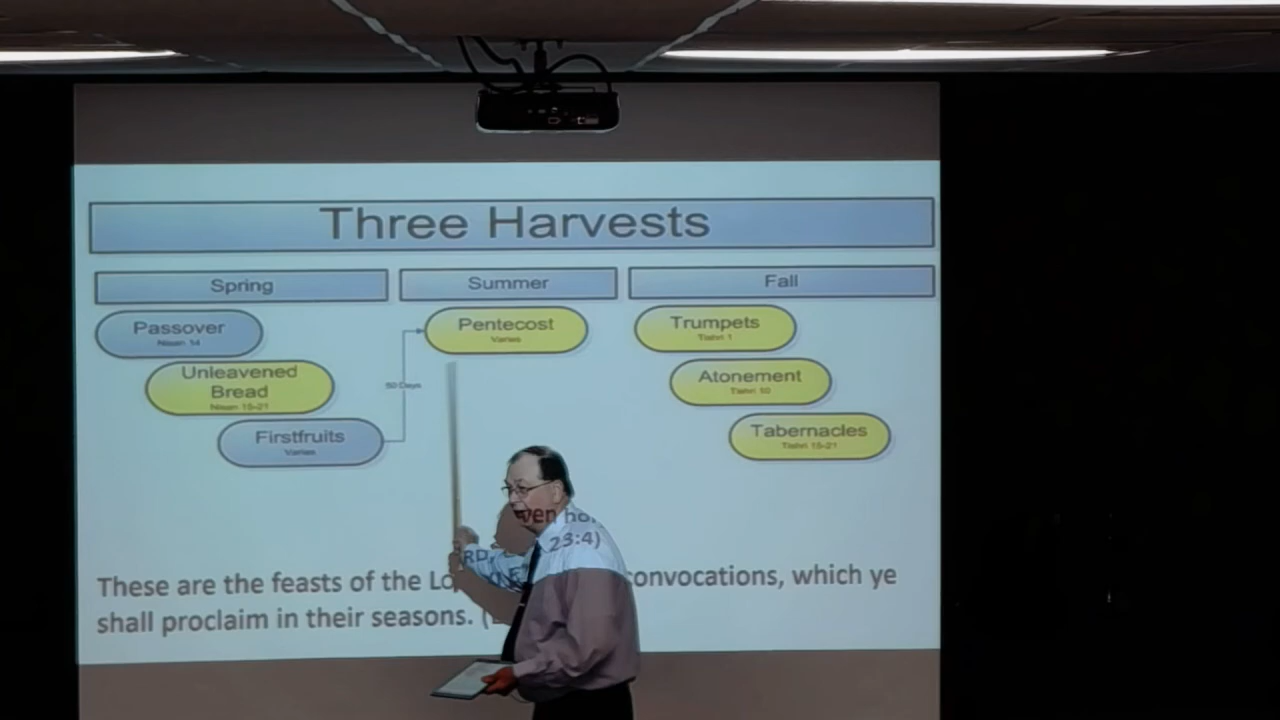 Three Harvests
Spring
Summer
Fall
Passover
Nisan 14
Unleavened
Bread
Nisan 15-21
Firstfruits
Varies
50 Days
Pentecost
Varies
Trumpets
Tishri 1
Atonement
Tishri 10
Tabernacles
Tishri 15-21
These are the feasts of the convocations, which ye
shall proclaim in their seasons. 23:4)